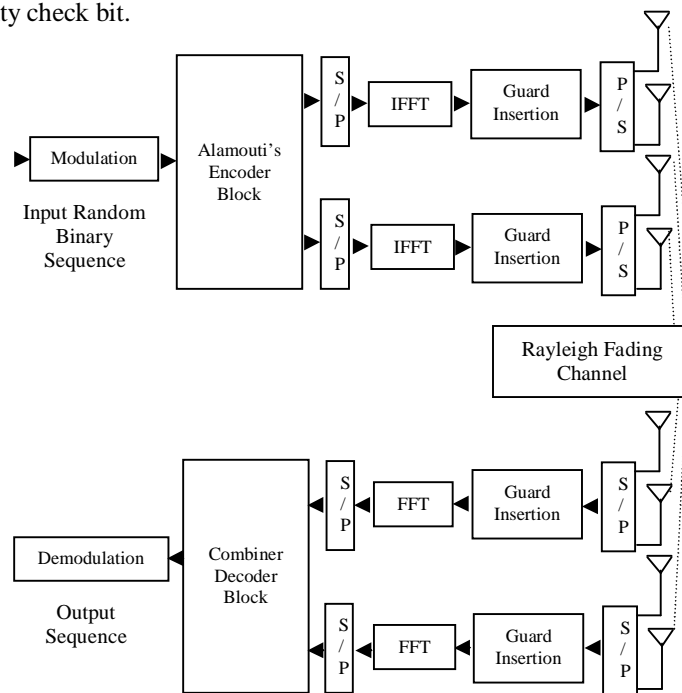 ty check bit.
S
/
P
IFFT
Guard
Insertion
P
/
S
Modulation
Alamouti's
Encoder
Block
Input Random
Binary
Sequence
S
/
P
IFFT
Guard
Insertion
P
/
S
Rayleigh Fading
Channel
S
/
P
FFT
Guard
Insertion
S
/
P
Demodulation
Combiner
Decoder
Block
Output
Sequence
S
/
P
FFT
Guard
Insertion
S
/
P